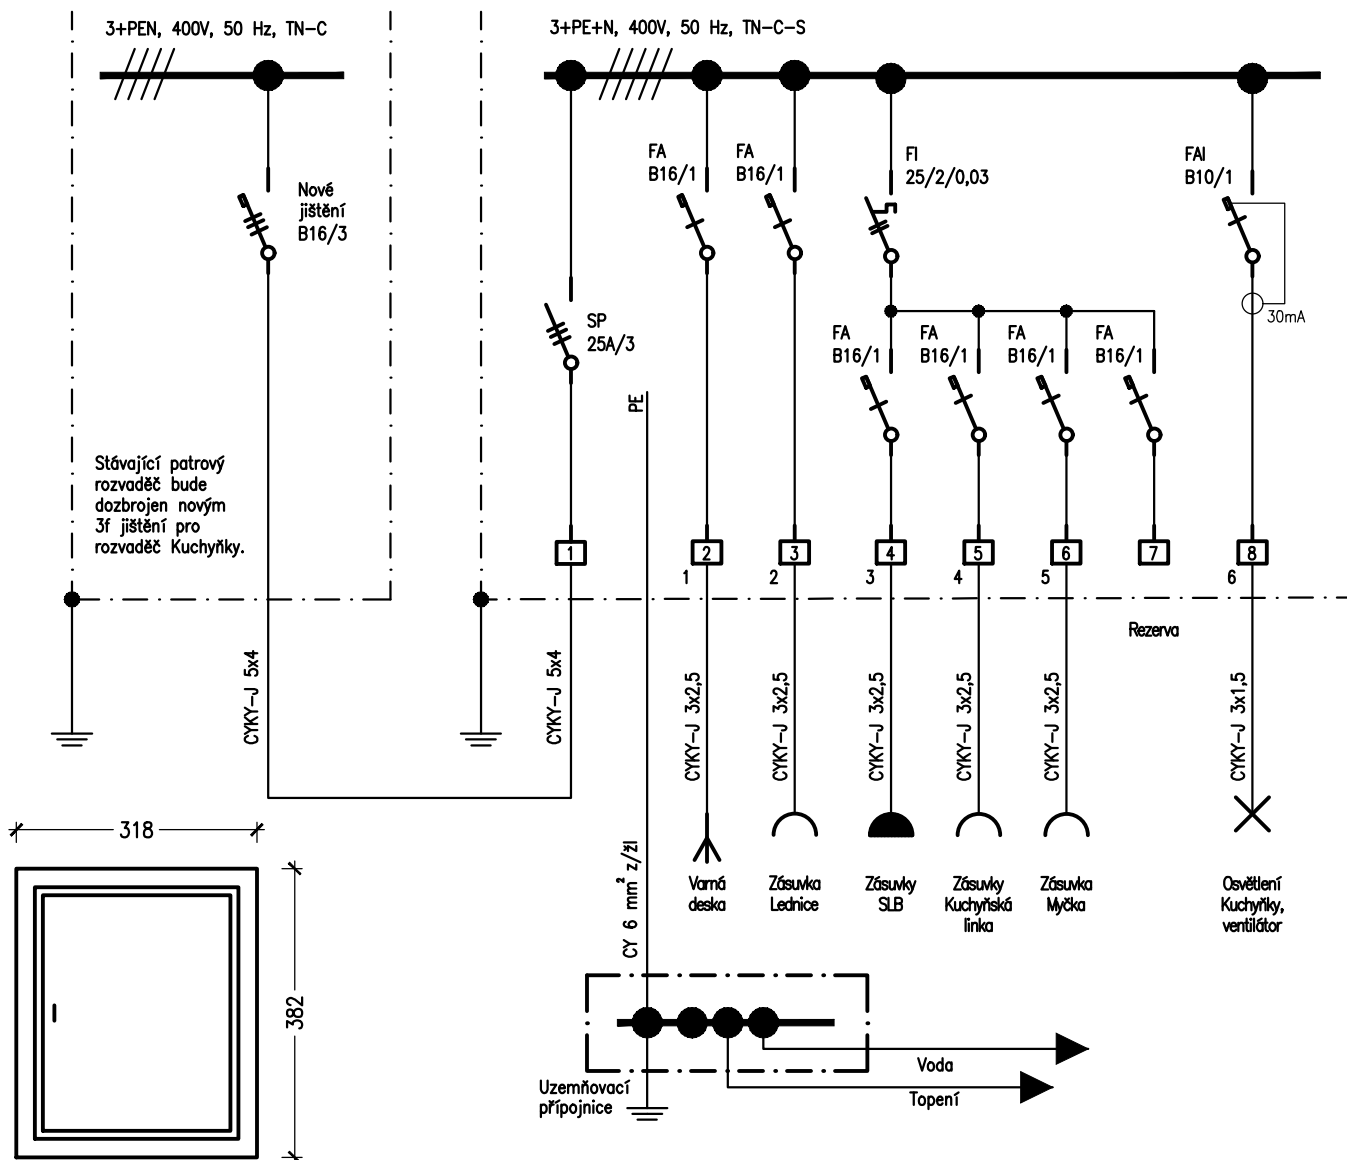 3+PEN, 400V, 50 Hz, TN-C
3+PE+N, 400V, 50 Hz, TN-C-S
Nové
jištění
B16/3
SP
25A/3
FA
B16/1
FA
B16/1
FI
25/2/0,03
FAI
B10/1
30mA
FA
B16/1
FA
B16/1
FA
B16/1
FA
B16/1
PE
Stávající patrový
rozvaděč bude
dozbrojen novým
3f jištění pro
rozvaděč Kuchyňky.
1
2
3
4
5
6
7
8
1
2
3
4
5
6
Rezerva
CYKY-J 5x4
CYKY-J 5x4
CYKY-J 3x2,5
CYKY-J 3x2,5
CYKY-J 3x2,5
CYKY-J 3x2,5
CYKY-J 3x2,5
CYKY-J 3x1,5
CY 6 mm² z/žl
Varná
deska
Zásuvka
Lednice
Zásuvky
SLB
Zásuvky
Kuchyňská
linka
Zásuvka
Myčka
Osvětlení
Kuchyňky,
ventilátor
318
382
Uzemňovací
přípojnice
Voda
Topení